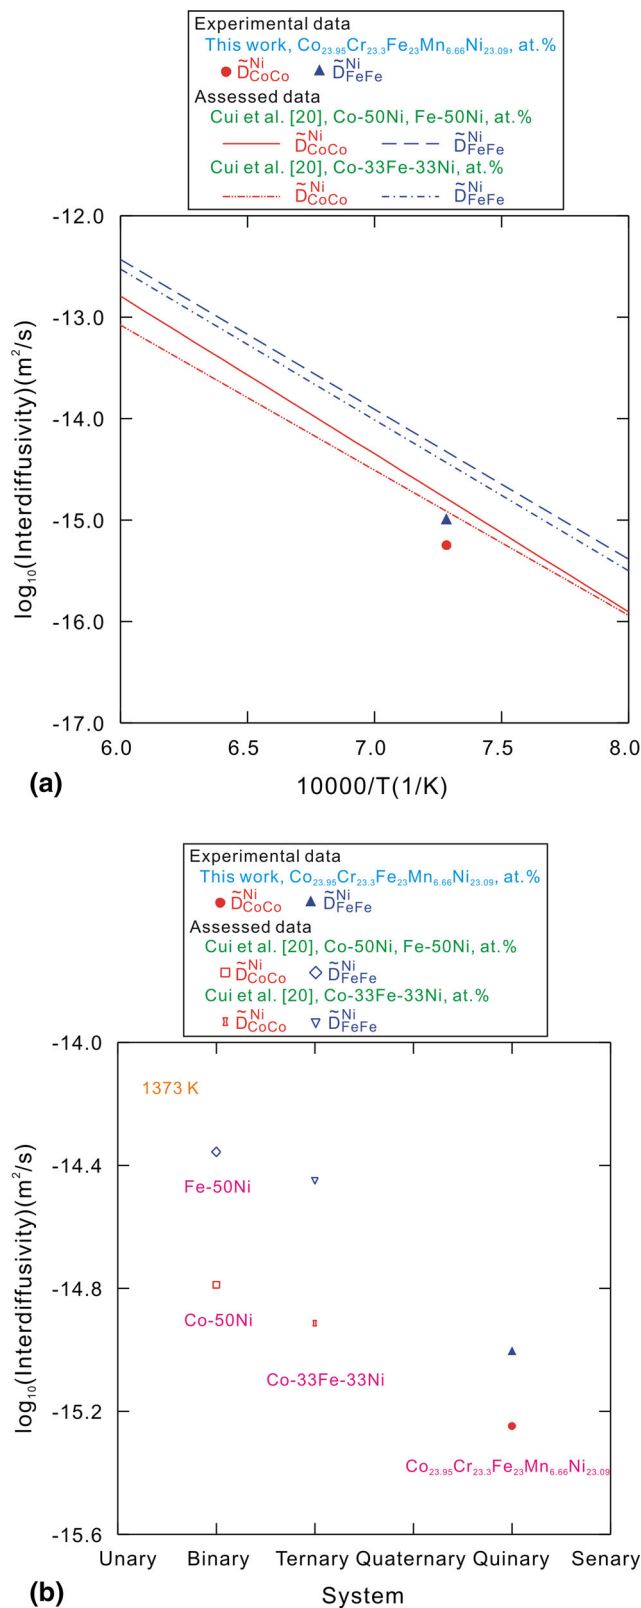 Experimental data
This work, Co23.95Cr23.3Fe23Mn6.66Ni23.09, at.%
D̃NiCoCo D̃NiFeFe
Assessed data
Cui et al. [20], Co-50Ni, Fe-50Ni, at.%
D̃NiCoCo D̃NiFeFe
Cui et al. [20], Co-33Fe-33Ni, at.%
D̃NiCoCo D̃NiFeFe
-12.0
-13.0
-14.0
-15.0
-16.0
-17.0
log10(Interdiffusivity)(m2/s)
6.0 6.5 7.0 7.5 8.0
10000/T(1/K)
(a)
Experimental data
This work, Co23.95Cr23.3Fe23Mn6.66Ni23.09, at.%
D̃NiCoCo D̃NiFeFe
Assessed data
Cui et al. [20], Co-50Ni, Fe-50Ni, at.%
D̃NiCoCo D̃NiFeFe
Cui et al. [20], Co-33Fe-33Ni, at.%
D̃NiCoCo D̃NiFeFe
-14.0
1373 K
-14.4
Fe-50Ni
-14.8
Co-50Ni
Co-33Fe-33Ni
-15.2
Co23.95Cr23.3Fe23Mn6.66Ni23.09
-15.6
log10(Interdiffusivity)(m2/s)
Unary Binary Ternary Quaternary Quinary Senary
System
(b)